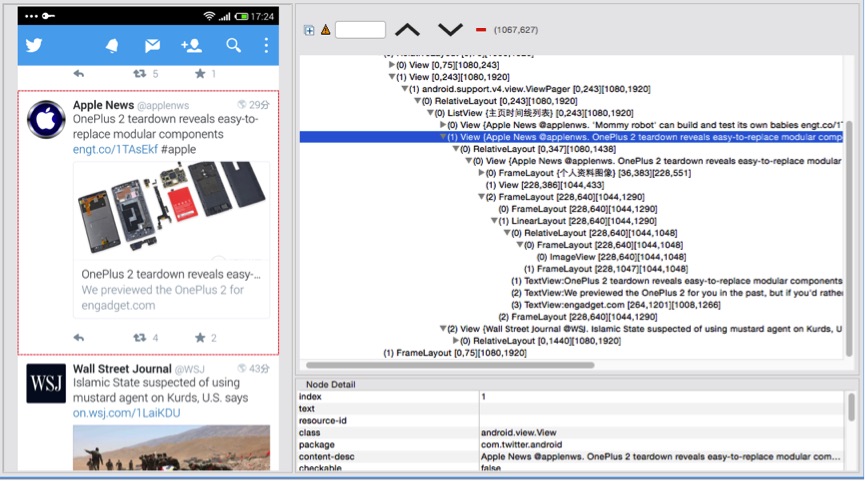 17:24
5
1
Apple News @applenws 29分
OnePlus 2 teardown reveals easy-to-
replace modular components
engt.co/1TAsEkf #apple
OnePlus 2 teardown reveals easy-...
We previewed the OnePlus 2 for
engadget.com
4
2
WSJ
Wall Street Journal @WSJ 43分
Islamic State suspected of using
mustard agent on Kurds, U.S. says
on.wsj.com/1LaiKDU
(1067,627)
(0) View [0,75][1080,243]
(1) View [0,243][1080,1920]
(1) android.support.v4.view.ViewPager [0,243][1080,1920]
(0) RelativeLayout [0,243][1080,1920]
(0) ListView {主页时间线列表} [0,243][1080,1920]
(0) View {Apple News @applenws. 'Mommy robot' can build and test its own babies engt.co/1
(1) View {Apple News @applenws. OnePlus 2 teardown reveals easy-to-replace modular comp
(0) RelativeLayout [0,347][1080,1438]
(0) View {Apple News @applenws. OnePlus 2 teardown reveals easy-to-replace modular
(0) FrameLayout {个人资料图像} [36,383][228,551]
(1) View [228,386][1044,433]
(2) FrameLayout [228,640][1044,1290]
(0) FrameLayout [228,640][1044,1290]
(1) LinearLayout [228,640][1044,1290]
(0) RelativeLayout [228,640][1044,1048]
(0) FrameLayout [228,640][1044,1048]
(0) ImageView [228,640][1044,1048]
(1) FrameLayout [228,1047][1044,1048]
(1) TextView:OnePlus 2 teardown reveals easy-to-replace modular components
(2) TextView:We previewed the OnePlus 2 for you in the past, but if you'd rathe
(3) TextView:engadget.com [264,1201][1008,1266]
(2) FrameLayout [228,640][1044,1290]
(2) View {Wall Street Journal @WSJ. Islamic State suspected of using mustard agent on Kurds, U
(0) RelativeLayout [0,1440][1080,1920]
(1) FrameLayout [0,75][1080,1920]
Node Detail
index 1
text
resource-id
class android.view.View
package com.twitter.android
content-desc Apple News @applenws. OnePlus 2 teardown reveals easy-to-replace modular com...
checkable false